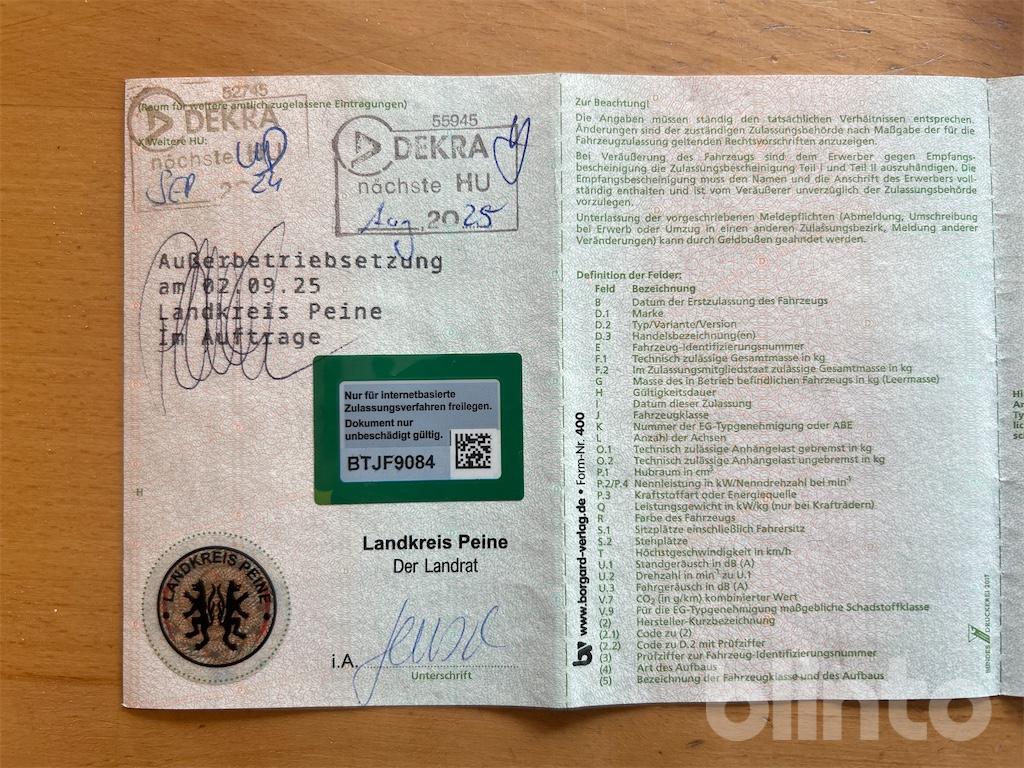 52745
(Raum für weitere amtlich zugelassene Eintragungen)
DEKRA
X Weitere HU:
nächste HU
SEP 2024
55945
DEKRA
nächste HU
Aug, 2025
Außerbetriebsetzung
am 02.09.25
Landkreis Peine
Im Auftrage
Nur für internetbasierte
Zulassungsverfahren freilegen.
Dokument nur
unbeschädigt gültig.
BTJF9084
H
LANDKREIS PEINE
Landkreis Peine
Der Landrat
i.A.
Unterschrift
Zur Beachtung!
Die Angaben müssen ständig den tatsächlichen Verhältnissen entsprechen.
Änderungen sind der zuständigen Zulassungsbehörde nach Maßgabe der für die
Fahrzeugzulassung geltenden Rechtsvorschriften anzuzeigen.
Bei Veräußerung des Fahrzeugs sind dem Erwerber gegen Empfangs-
bescheinigung die Zulassungsbescheinigung Teil I und Teil II auszuhändigen. Die
Empfangsbescheinigung muss den Namen und die Anschrift des Erwerbers voll-
ständig enthalten und ist vom Veräußerer unverzüglich der Zulassungsbehörde
vorzulegen.
Unterlassung der vorgeschriebenen Meldepflichten (Abmeldung, Umschreibung
bei Erwerb oder Umzug in einen anderen Zulassungsbezirk, Meldung anderer
Veränderungen) kann durch Geldbußen geahndet werden.
Definition der Felder:
Feld Bezeichnung
B Datum der Erstzulassung des Fahrzeugs
D.1 Marke
D.2 Typ/Variante/Version
D.3 Handelsbezeichnung(en)
E Fahrzeug-Identifizierungsnummer
F.1 Technisch zulässige Gesamtmasse in kg
F.2 Im Zulassungsmitgliedstaat zulässige Gesamtmasse in kg
G Masse des in Betrieb befindlichen Fahrzeugs in kg (Leermasse)
H Gültigkeitsdauer
I Datum dieser Zulassung
J Fahrzeugklasse
K Nummer der EG-Typgenehmigung oder ABE
L Anzahl der Achsen
O.1 Technisch zulässige Anhängelast gebremst in kg
O.2 Technisch zulässige Anhängelast ungebremst in kg
P.1 Hubraum in cm³
P.2/P.4 Nennleistung in kW/Nenndrehzahl bei min⁻¹
P.3 Kraftstoffart oder Energiequelle
Q Leistungsgewicht in kW/kg (nur bei Krafträdern)
R Farbe des Fahrzeugs
S.1 Sitzplätze einschließlich Fahrersitz
S.2 Stehplätze
T Höchstgeschwindigkeit in km/h
U.1 Standgeräusch in dB (A)
U.2 Drehzahl in min⁻¹ zu U.1
U.3 Fahrgeräusch in dB (A)
V.7 CO₂ (in g/km) kombinierter Wert
V.9 Für die EG-Typgenehmigung maßgebliche Schadstoffklasse
(2) Hersteller-Kurzbezeichnung
(2.1) Code zu (2)
(2.2) Code zu D.2 mit Prüfziffer
(3) Prüfziffer zur Fahrzeug-Identifizierungsnummer
(4) Art des Aufbaus
(5) Bezeichnung der Fahrzeugklasse und des Aufbaus
bv www.borgard-verlag.de • Form-Nr. 400
olinto